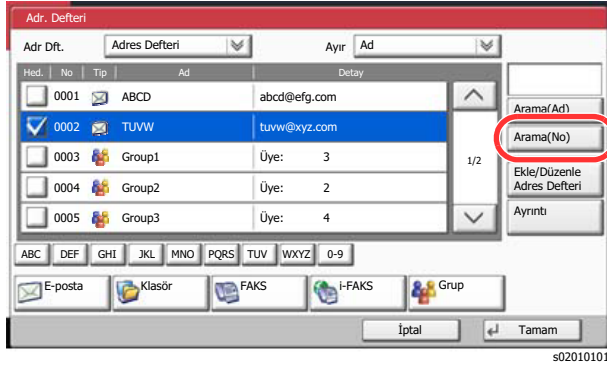 Adr. Defteri
Adr Dft. Adres Defteri Ayır Ad
Hed. No Tip Ad Detay
0001 ABCD abcd@efg.com
Arama(Ad)
0002 TUVW tuvw@xyz.com
Arama(No)
0003 Group1 Üye: 3
1/2
Ekle/Düzenle
Adres Defteri
0004 Group2 Üye: 2
0005 Group3 Üye: 4
Ayrıntı
ABC DEF GHI JKL MNO PQRS TUV WXYZ 0-9
E-posta Klasör FAKS i-FAKS Grup
İptal Tamam
s02010101